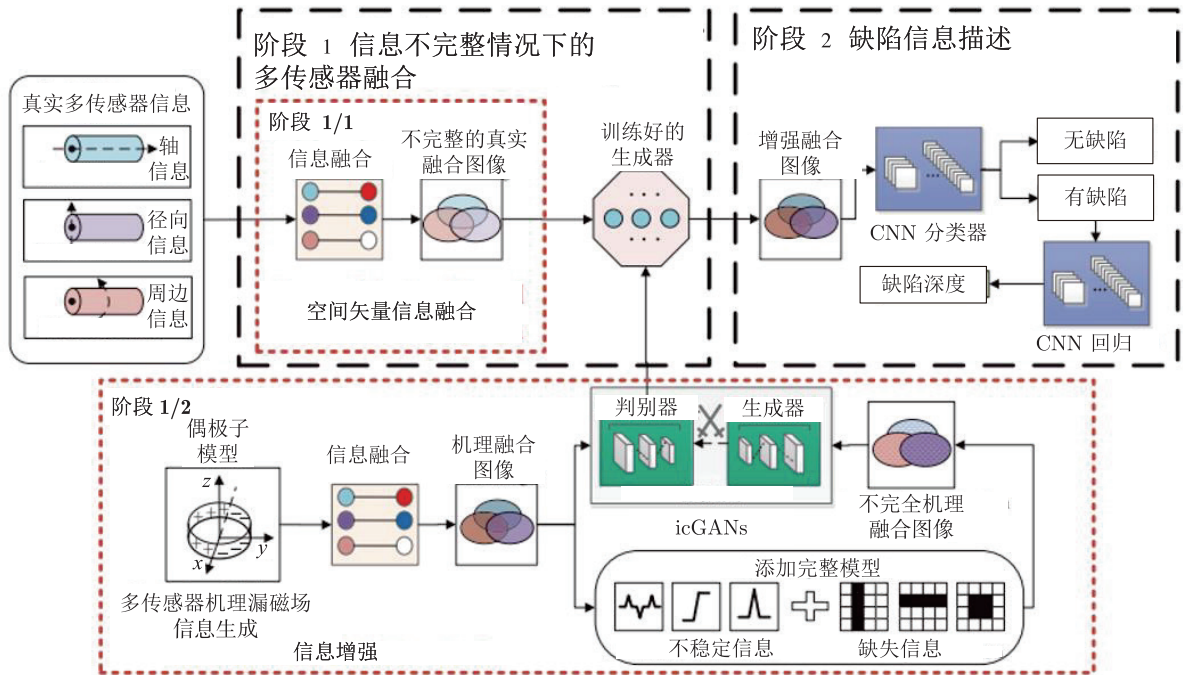 阶段 1 信息不完整情况下的
多传感器融合
阶段 2 缺陷信息描述
真实多传感器信息
轴
信息
径向
信息
周边
信息
阶段 1/1
信息融合
不完整的真实
融合图像
空间矢量信息融合
训练好的
生成器
增强融合
图像
CNN 分类器
无缺陷
有缺陷
缺陷深度
CNN 回归
阶段 1/2
偶极子
模型
z
y
x
多传感器机理漏磁场
信息生成
信息融合
机理融合
图像
判别器
生成器
icGANs
不完全机理
融合图像
添加完整模型
不稳定信息
缺失信息
信息增强